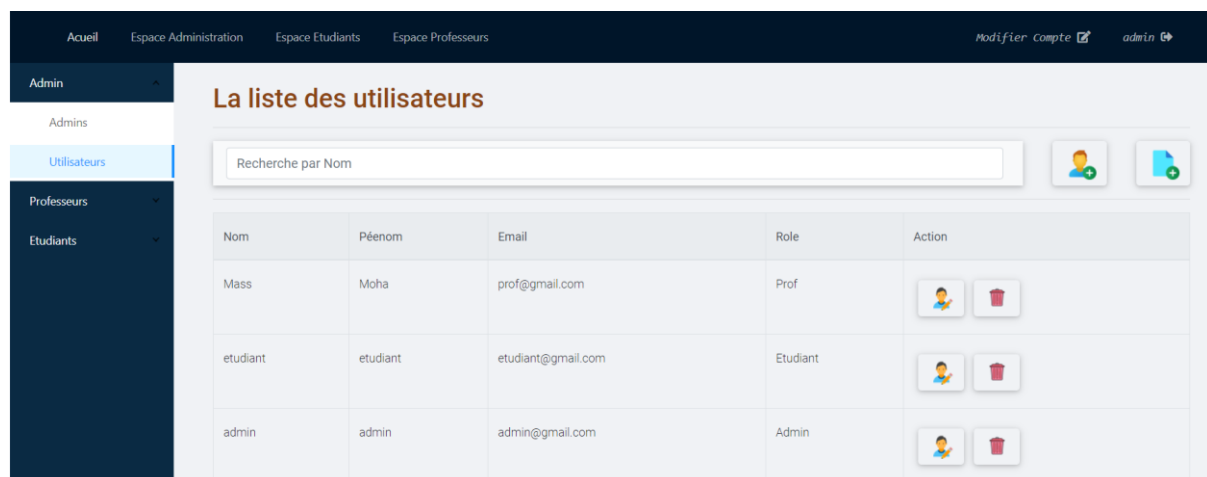 Acueil Espace Administration Espace Etudiants Espace Professeurs Modifier Compte admin
Admin
Admins
Utilisateurs
Professeurs
Etudiants
La liste des utilisateurs
Recherche par Nom
Nom Péenom Email Role Action
Mass Moha prof@gmail.com Prof
etudiant etudiant etudiant@gmail.com Etudiant
admin admin admin@gmail.com Admin